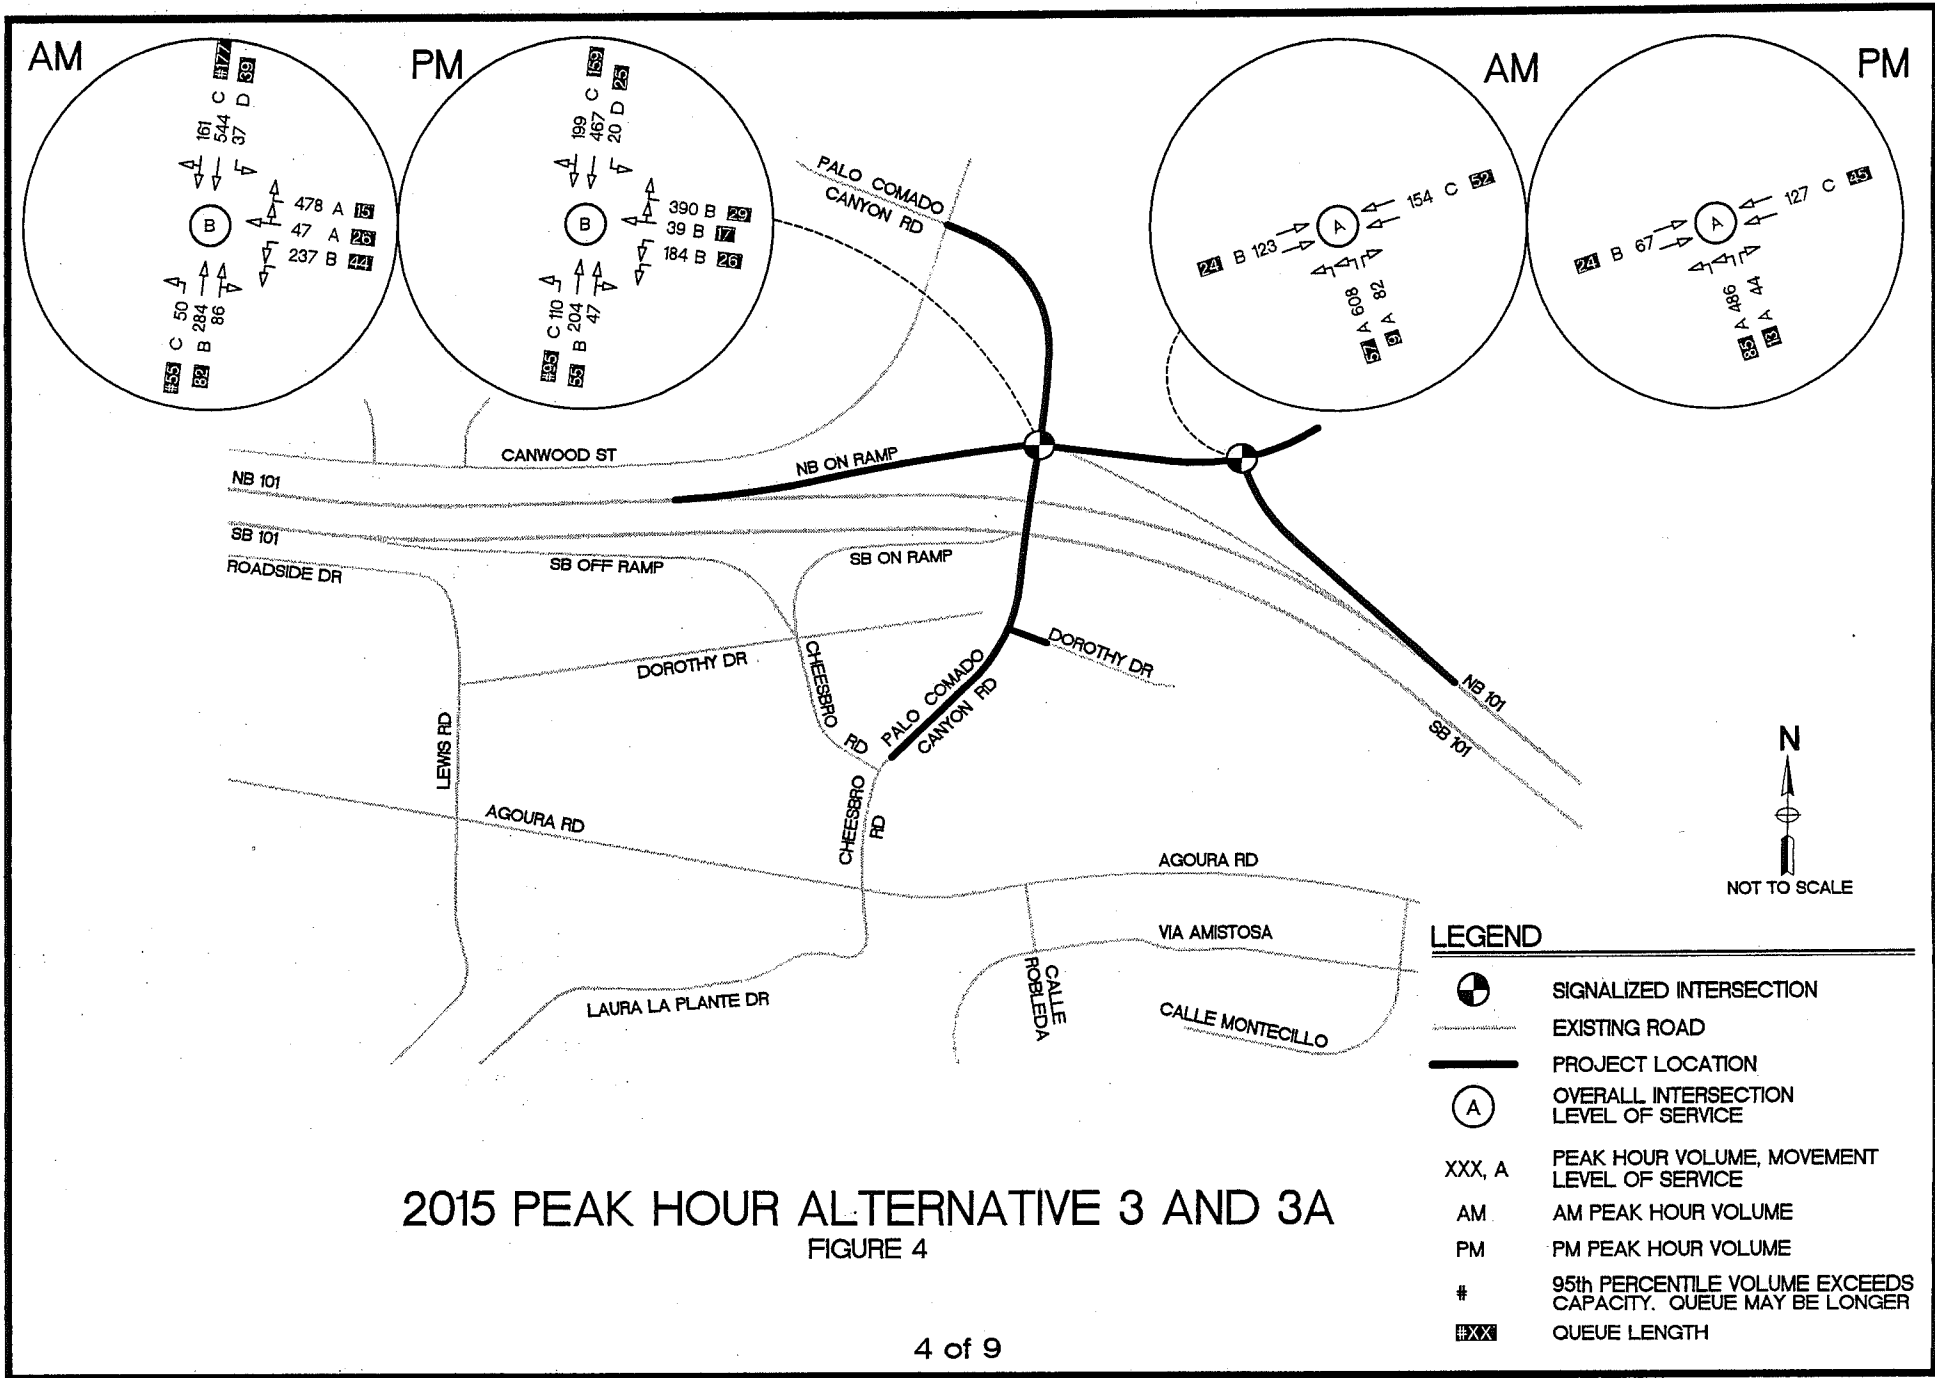 AM
PM
AM
PM
161
544 C #177
37 D 39
478 A 15
47 A 26
237 B 44
B
#55 C 50
82 B 284
86
199
467 C 159
20 D 25
390 B 29
39 B 17
184 B 26
B
#95 C 110
55 B 204
47
154 C 52
A
24 B 123
57 A 608
9 A 82
127 C 45
A
24 B 67
85 A 486
13 A 44
PALO COMADO
CANYON RD
CANWOOD ST
NB ON RAMP
NB 101
SB 101
ROADSIDE DR
SB OFF RAMP
SB ON RAMP
DOROTHY DR
DOROTHY DR
CHEESBRO
RD
PALO COMADO
CANYON RD
NB 101
SB 101
LEWIS RD
AGOURA RD
CHEESBRO
RD
AGOURA RD
VIA AMISTOSA
CALLE
ROBLEDA
CALLE MONTECILLO
LAURA LA PLANTE DR
N
NOT TO SCALE
LEGEND
SIGNALIZED INTERSECTION
EXISTING ROAD
PROJECT LOCATION
A OVERALL INTERSECTION
LEVEL OF SERVICE
XXX, A PEAK HOUR VOLUME, MOVEMENT
LEVEL OF SERVICE
AM AM PEAK HOUR VOLUME
PM PM PEAK HOUR VOLUME
# 95th PERCENTILE VOLUME EXCEEDS
CAPACITY. QUEUE MAY BE LONGER
#XX QUEUE LENGTH
2015 PEAK HOUR ALTERNATIVE 3 AND 3A
FIGURE 4
4 of 9